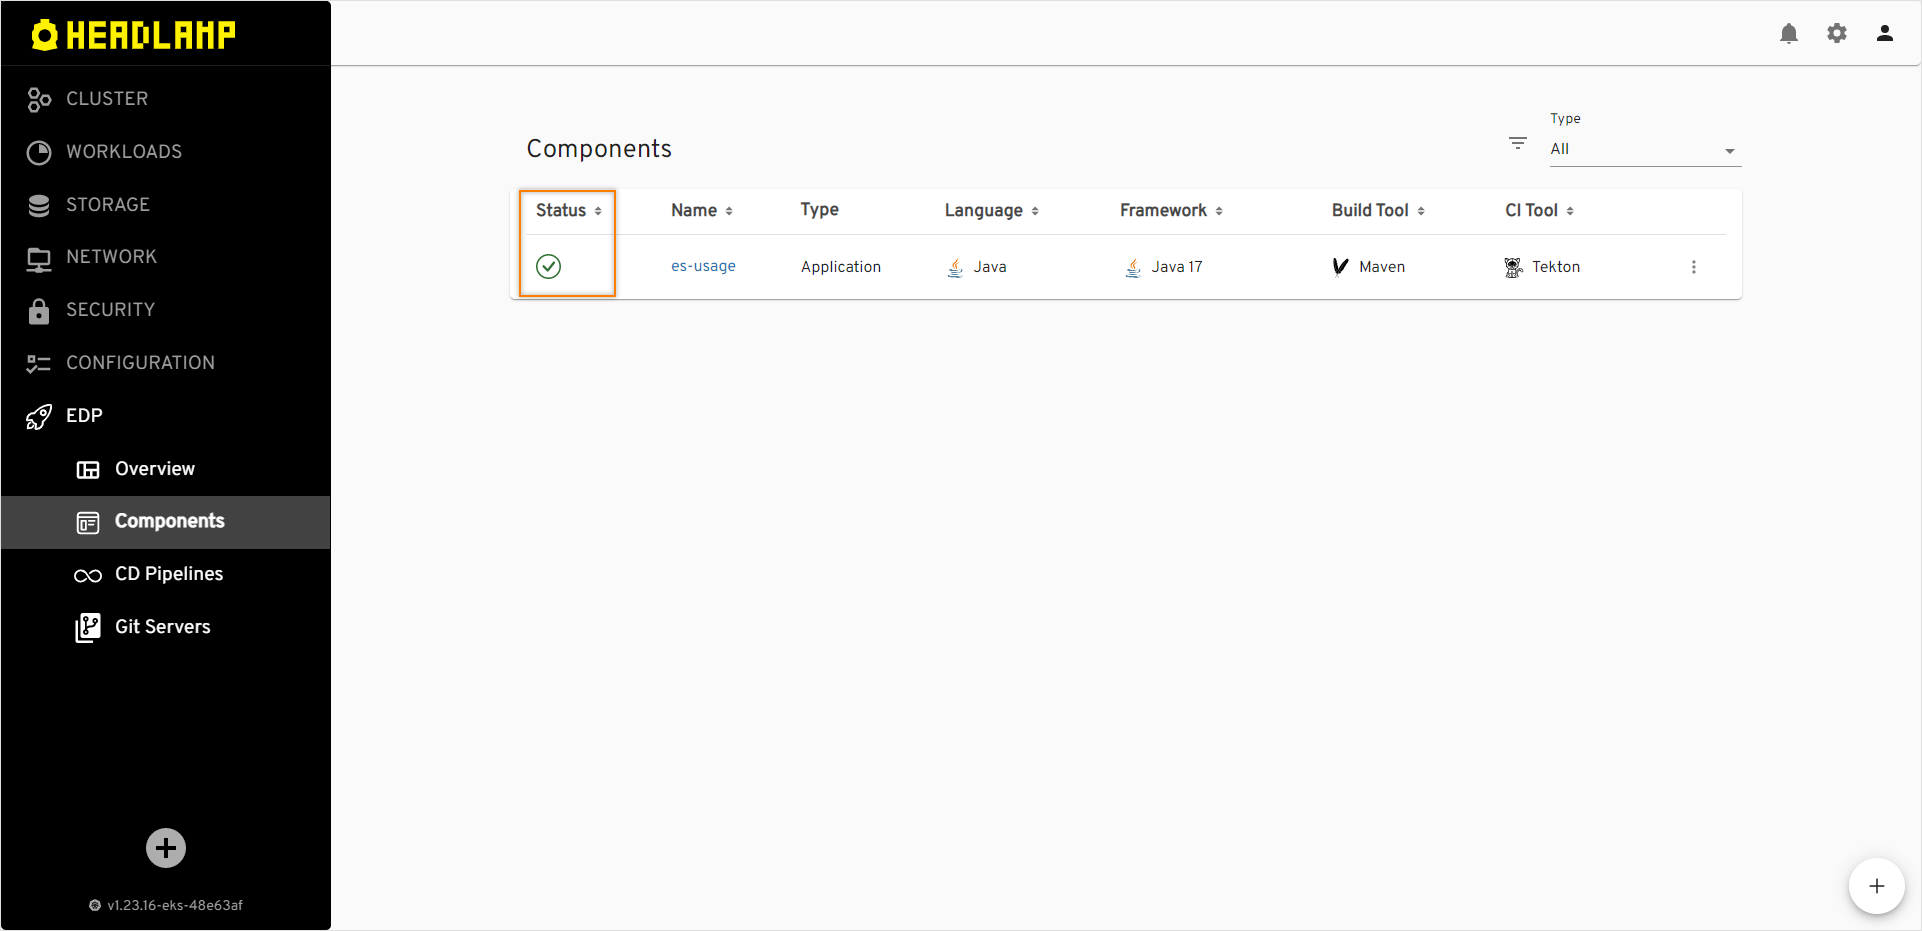 HEADLAMP
CLUSTER
WORKLOADS
STORAGE
NETWORK
SECURITY
CONFIGURATION
EDP
Overview
Components
CD Pipelines
Git Servers
v1.23.16-eks-48e63af
Components
Type
All
Status Name Type Language Framework Build Tool CI Tool
es-usage Application Java Java 17 Maven Tekton